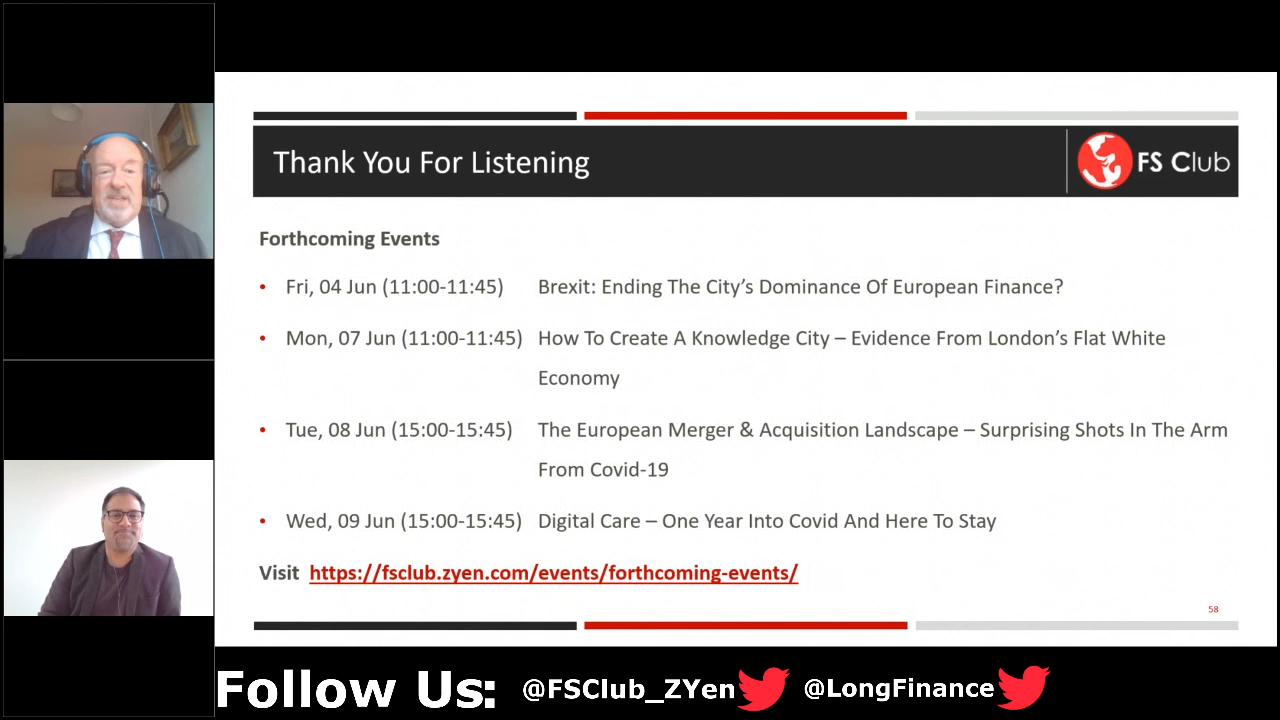 Thank You For Listening
FS Club
Forthcoming Events
• Fri, 04 Jun (11:00-11:45) Brexit: Ending The City’s Dominance Of European Finance?
• Mon, 07 Jun (11:00-11:45) How To Create A Knowledge City – Evidence From London’s Flat White
Economy
• Tue, 08 Jun (15:00-15:45) The European Merger & Acquisition Landscape – Surprising Shots In The Arm
From Covid-19
• Wed, 09 Jun (15:00-15:45) Digital Care – One Year Into Covid And Here To Stay
Visit https://fsclub.zyen.com/events/forthcoming-events/
58
Follow Us: @FSClub_ZYen @LongFinance